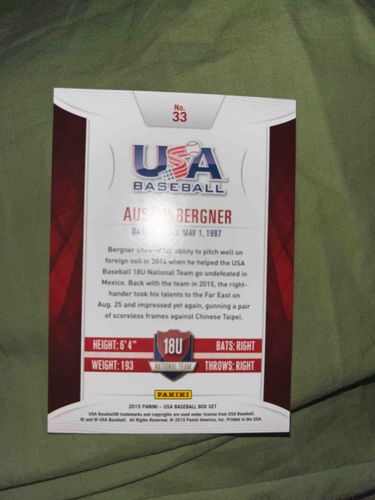 No.
33
USA
BASEBALL
AUSTIN BERGNER
MAY 1, 1997
Bergner showed his ability to pitch well on
foreign soil in 2014 when he helped the USA
Baseball 18U National Team go undefeated in
Mexico. Back with the team in 2015, the right-
hander took his talents to the Far East on
Aug. 25 and impressed yet again, gunning a pair
of scoreless frames against Chinese Taipei.
HEIGHT: 6'4"
18U
BATS: RIGHT
WEIGHT: 193
NATIONAL TEAM
THROWS: RIGHT
PANINI
2015 PANINI - USA BASEBALL BOX SET
USA Baseball trademarks and copyrights are used under license from USA Baseball.
© and ® USA Baseball. All Rights Reserved. © 2015 Panini America, Inc. Printed in the USA.